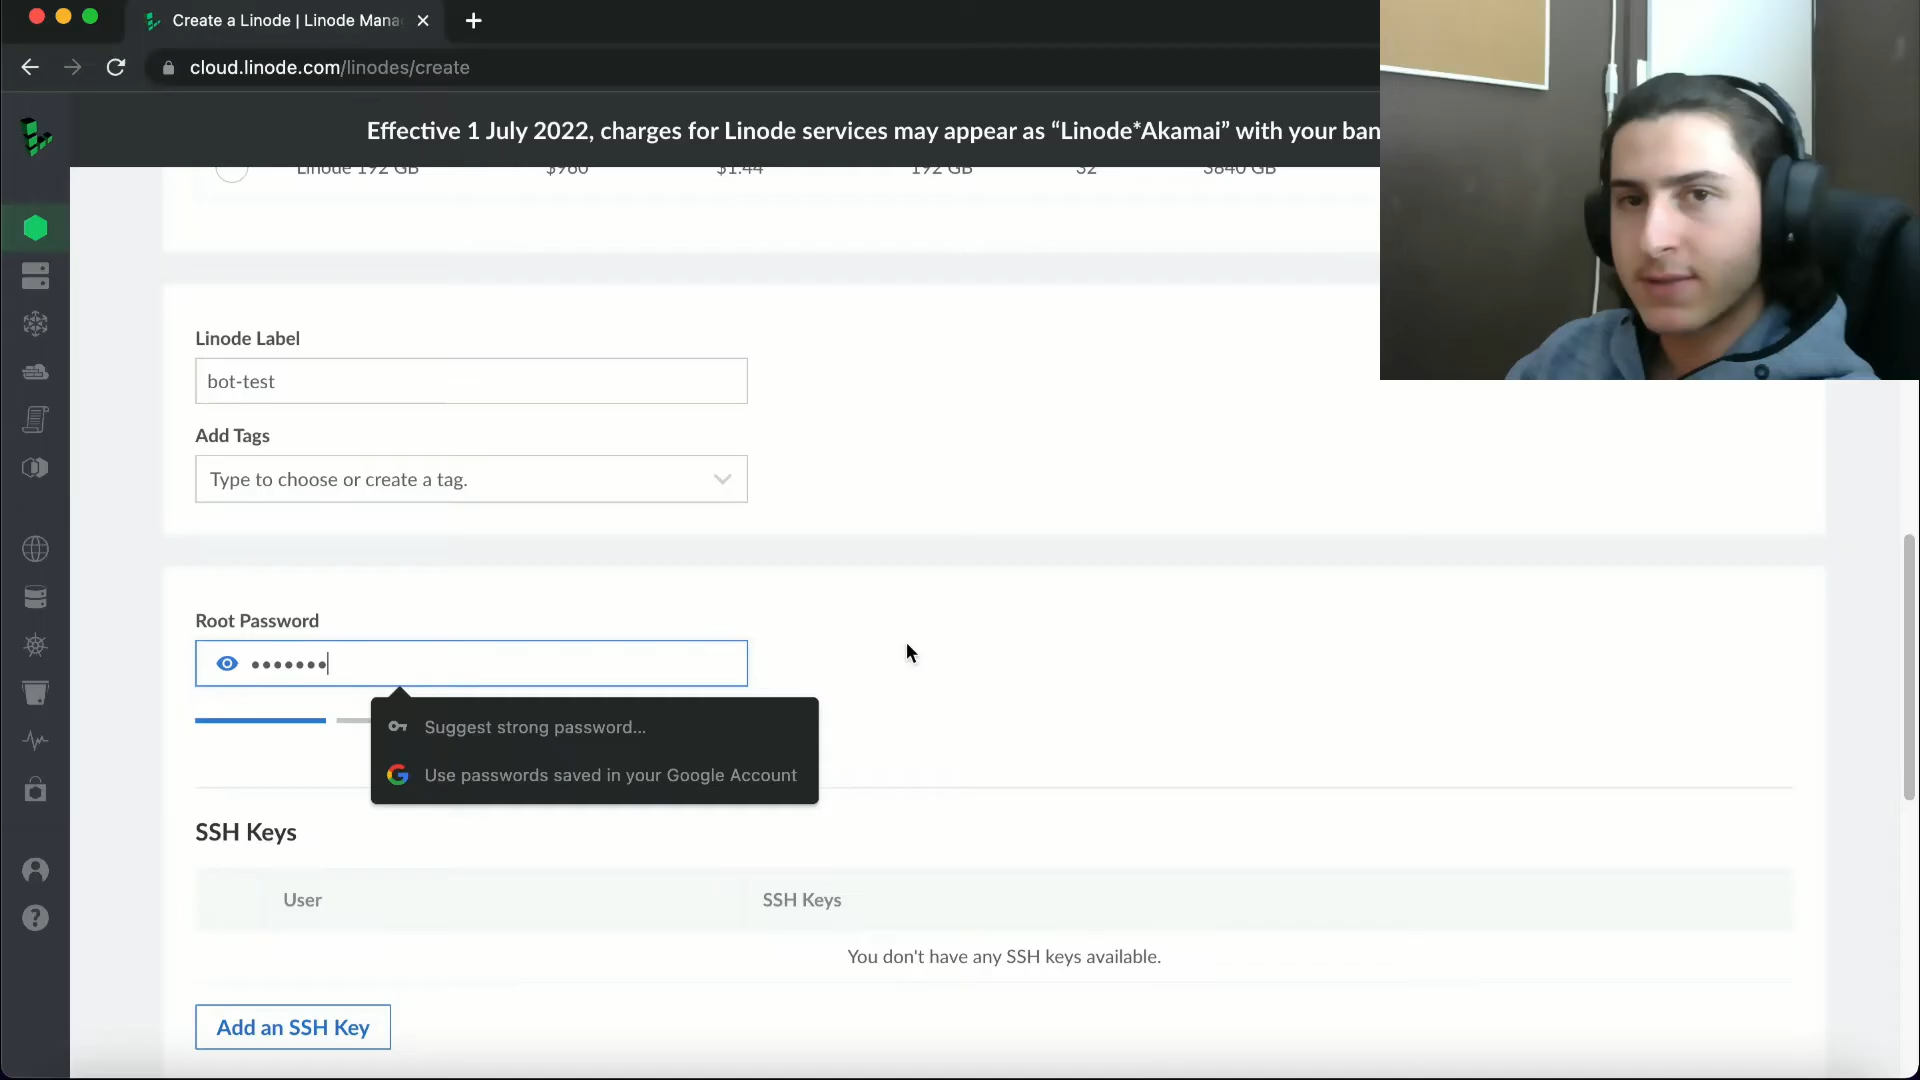 Create a Linode | Linode Mana
cloud.linode.com/linodes/create
Effective 1 July 2022, charges for Linode services may appear as “Linode*Akamai” with your ban
Linode 192 GB $960 $1.44 192 GB 32 3840 GB
Linode Label
bot-test
Add Tags
Type to choose or create a tag.
Root Password
•••••••
Suggest strong password...
Use passwords saved in your Google Account
SSH Keys
User SSH Keys
You don't have any SSH keys available.
Add an SSH Key